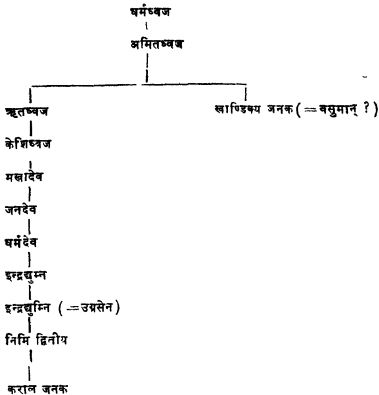 धर्मध्वज
अमितध्वज
ऋतध्वज
खाण्डिक्य जनक (=वसुमान् ?)
केशिध्वज
मखादेव
जनदेव
धर्मदेव
इन्द्रद्युम्न
इन्द्रद्युम्नि (=उग्रसेन)
निमि द्वितीय
कराल जनक